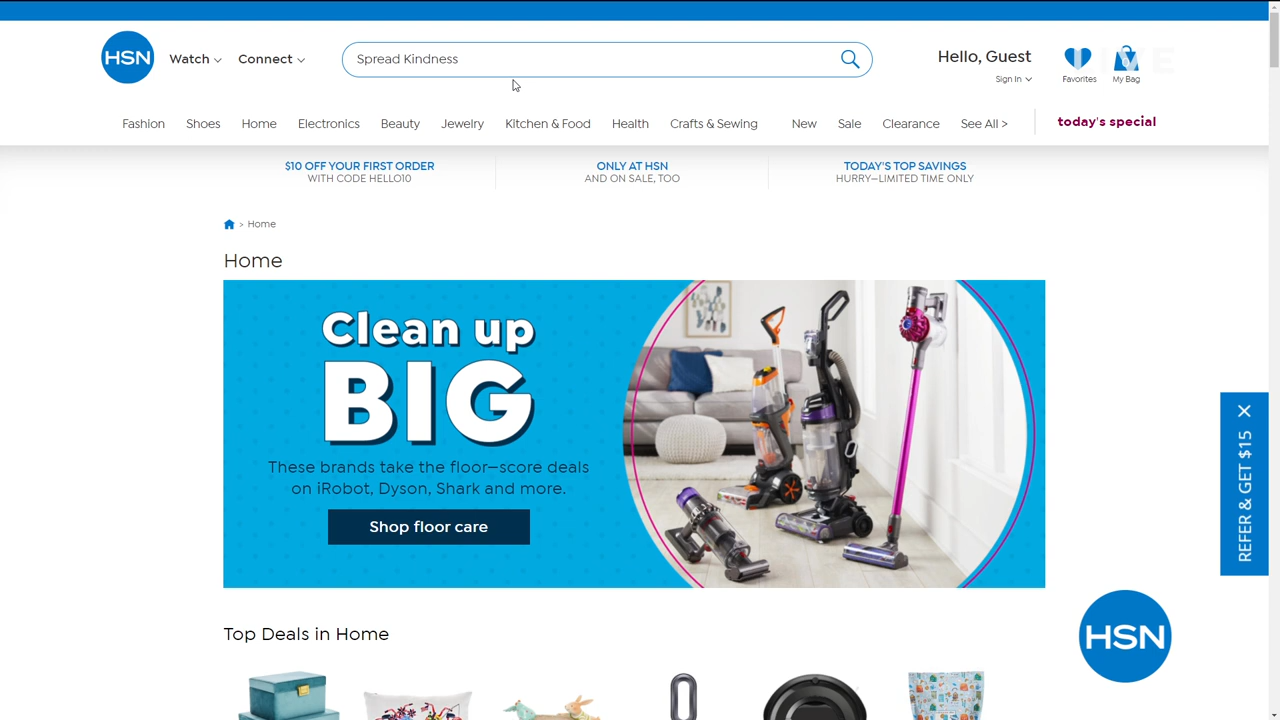 HSN
Watch
Connect
Spread Kindness
Hello, Guest
Sign In
Favorites
0
My Bag
Fashion
Shoes
Home
Electronics
Beauty
Jewelry
Kitchen & Food
Health
Crafts & Sewing
New
Sale
Clearance
See All >
today's special
$10 OFF YOUR FIRST ORDER
WITH CODE HELLO10
ONLY AT HSN
AND ON SALE, TOO
TODAY'S TOP SAVINGS
HURRY—LIMITED TIME ONLY
> Home
Home
Clean up
BIG
These brands take the floor—score deals
on iRobot, Dyson, Shark and more.
Shop floor care
REFER & GET $15 ✕
Top Deals in Home
HSN